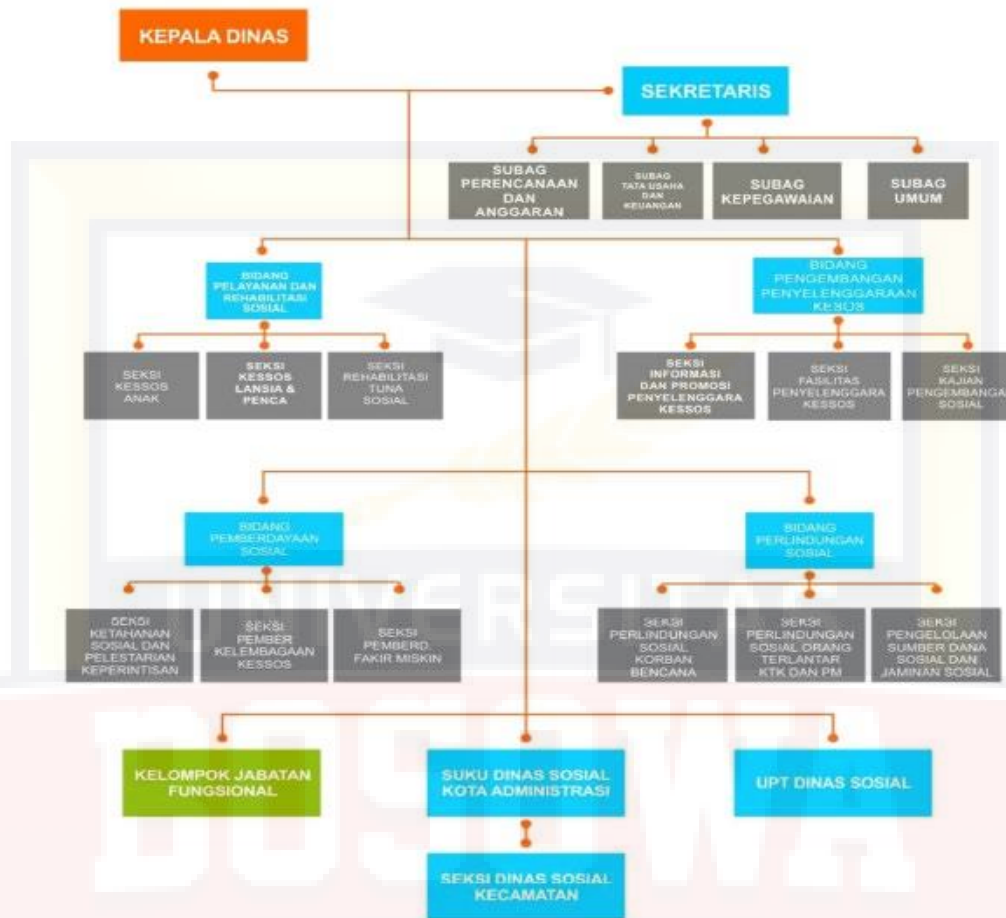 KEPALA DINAS
SEKRETARIS
SUBAG
PERENCANAAN
DAN
ANGGARAN
SUBAG
TATA USAHA
DAN
KEUANGAN
SUBAG
KEPEGAWAIAN
SUBAG
UMUM
BIDANG
PELAYANAN DAN
REHABILITASI
SOSIAL
BIDANG
PENGEMBANGAN
PENYELENGGARAAN
KESOS
SEKSI
KESSOS
ANAK
SEKSI
KESSOS
LANSIA &
PENCA
SEKSI
REHABILITASI
TUNA
SOSIAL
SEKSI
INFORMASI
DAN PROMOSI
PENYELENGGARA
KESSOS
SEKSI
FASILITAS
PENYELENGGARA
KESSOS
SEKSI
KAJIAN
PENGEMBANGA
SOSIAL
BIDANG
PEMBERDAYAAN
SOSIAL
BIDANG
PERLINDUNGAN
SOSIAL
SEKSI
KETAHANAN
SOSIAL DAN
PELESTARIAN
KEPERINTISAN
SEKSI
PEMBER
KELEMBAGAAN
KESSOS
SEKSI
PEMBERD.
FAKIR MISKIN
SEKSI
PERLINDUNGAN
SOSIAL
KORBAN
BENCANA
SEKSI
PERLINDUNGAN
SOSIAL ORANG
TERLANTAR
KTK DAN PM
SEKSI
PENGELOLAAN
SUMBER DANA
SOSIAL DAN
JAMINAN SOSIAL
UNIVERSITAS
KELOMPOK JABATAN
FUNGSIONAL
SUKU DINAS SOSIAL
KOTA ADMINISTRASI
UPT DINAS SOSIAL
BOSOWA
SEKSI DINAS SOSIAL
KECAMATAN